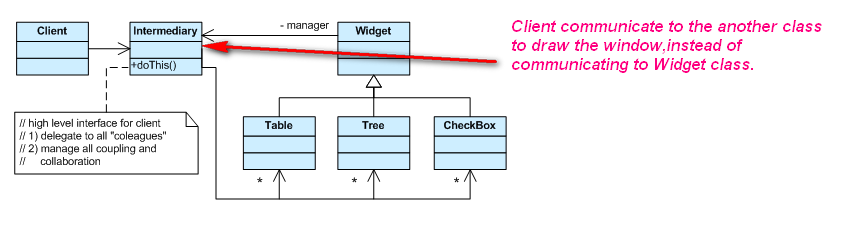 Client
Intermediary
- manager
Widget
+doThis()
Client communicate to the another class
to draw the window,instead of
communicating to Widget class.
// high level interface for client
// 1) delegate to all "coleagues"
// 2) manage all coupling and
// collaboration
Table
Tree
CheckBox
*
*
*